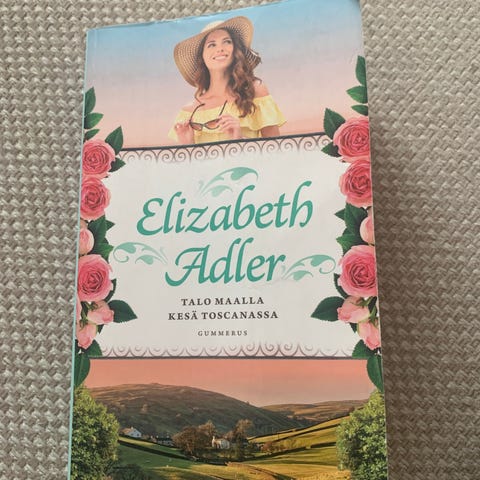 Elizabeth
Adler
TALO MAALLA
KESÄ TOSCANASSA
GUMMERUS